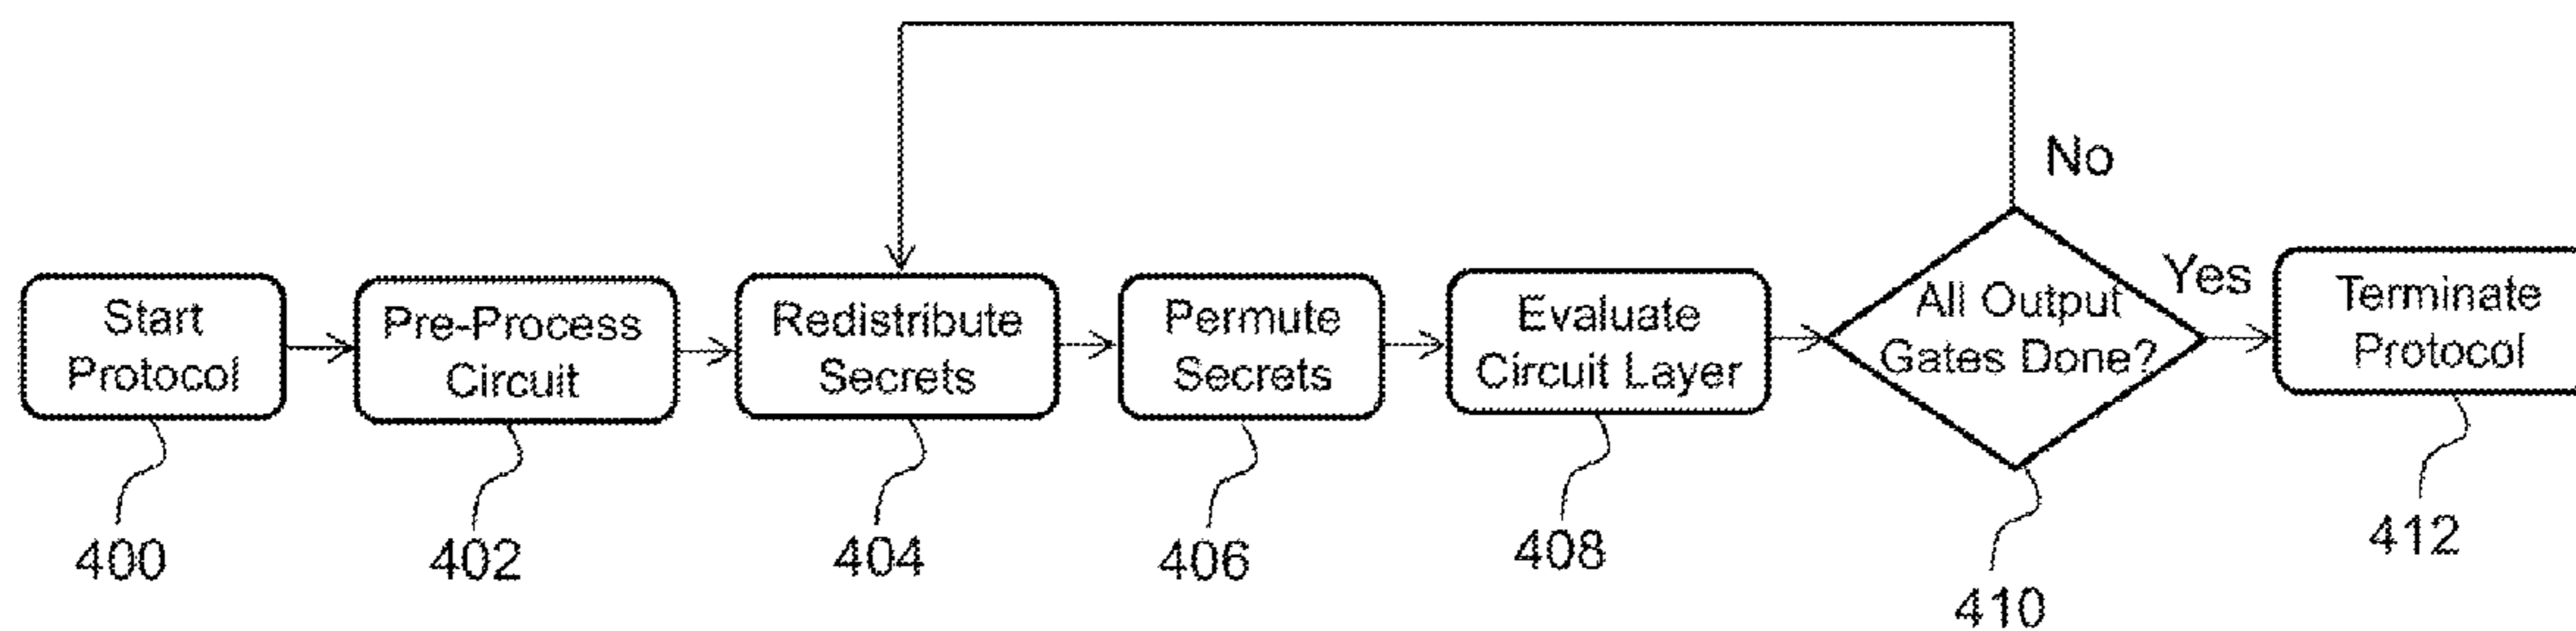 No
Start
Protocol
Pre-Process
Circuit
Redistribute
Secrets
Permute
Secrets
Evaluate
Circuit Layer
All Output
Gates Done?
Yes
Terminate
Protocol
400
402
404
406
408
410
412